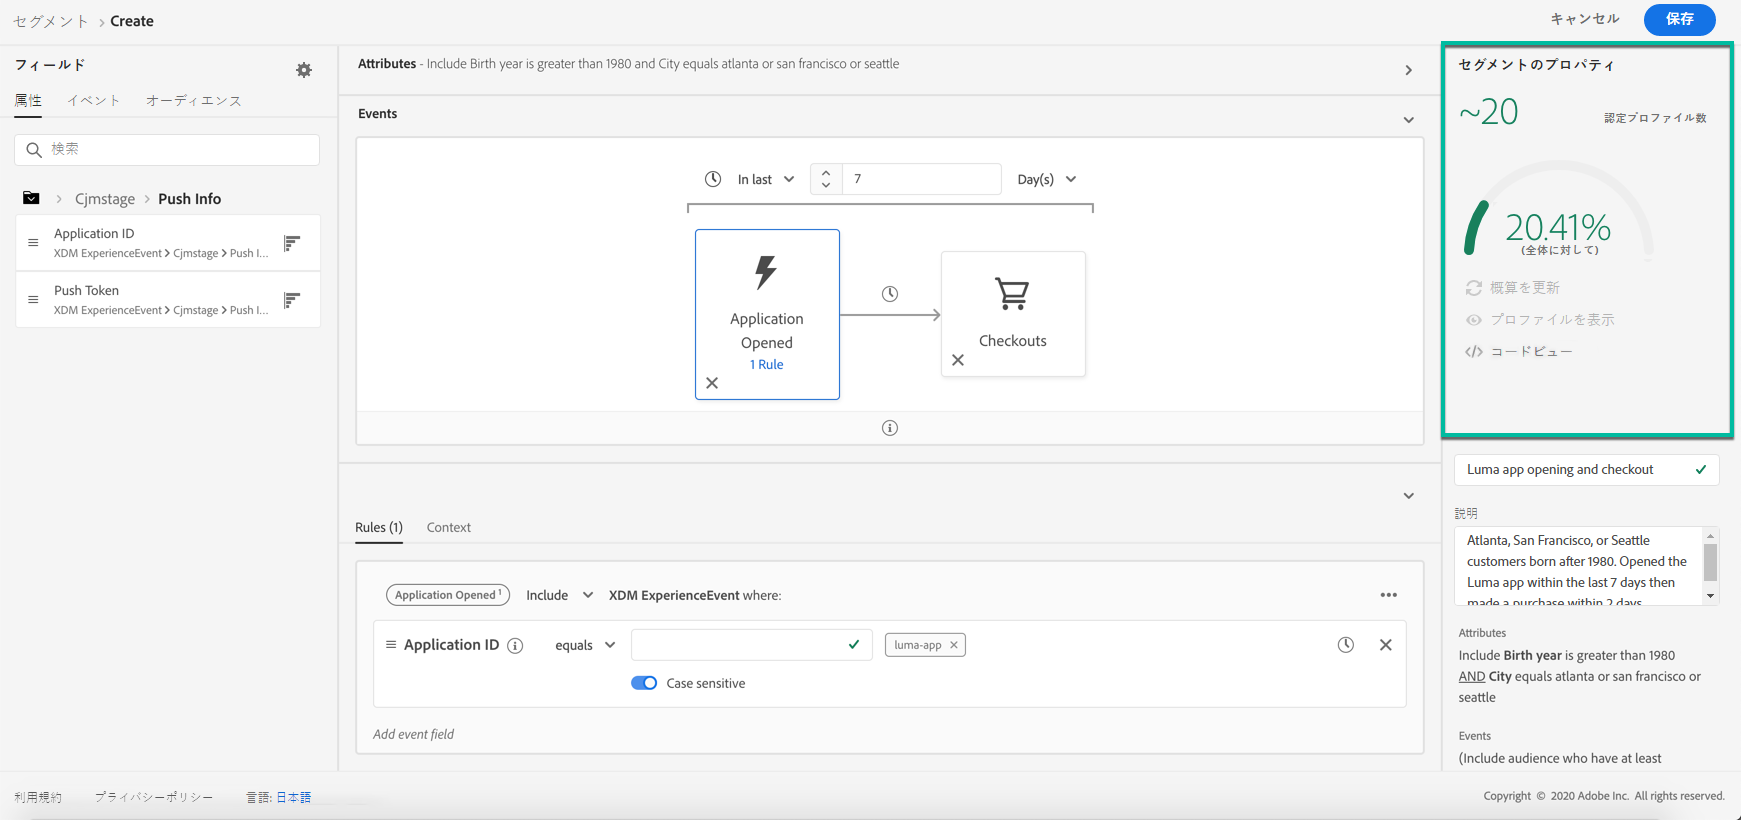 セグメント > Create
キャンセル
保存
フィールド
属性 イベント オーディエンス
検索
> Cjmstage > Push Info
Application ID
XDM ExperienceEvent > Cjmstage > Push I...
Push Token
XDM ExperienceEvent > Cjmstage > Push I...
Attributes - Include Birth year is greater than 1980 and City equals atlanta or san francisco or seattle
Events
In last 7 Day(s)
Application
Opened
1 Rule
Checkouts
Rules (1) Context
Application Opened 1 Include XDM ExperienceEvent where:
Application ID equals luma-app
Case sensitive
Add event field
セグメントのプロパティ
~20 認定プロファイル数
20.41%
(全体に対して)
概算を更新
プロファイルを表示
コードビュー
Luma app opening and checkout
説明
Atlanta, San Francisco, or Seattle
customers born after 1980. Opened the
Luma app within the last 7 days then
made a purchase within 2 days
Attributes
Include Birth year is greater than 1980
AND City equals atlanta or san francisco or
seattle
Events
(Include audience who have at least
利用規約 プライバシーポリシー 言語: 日本語
Copyright © 2020 Adobe Inc. All rights reserved.